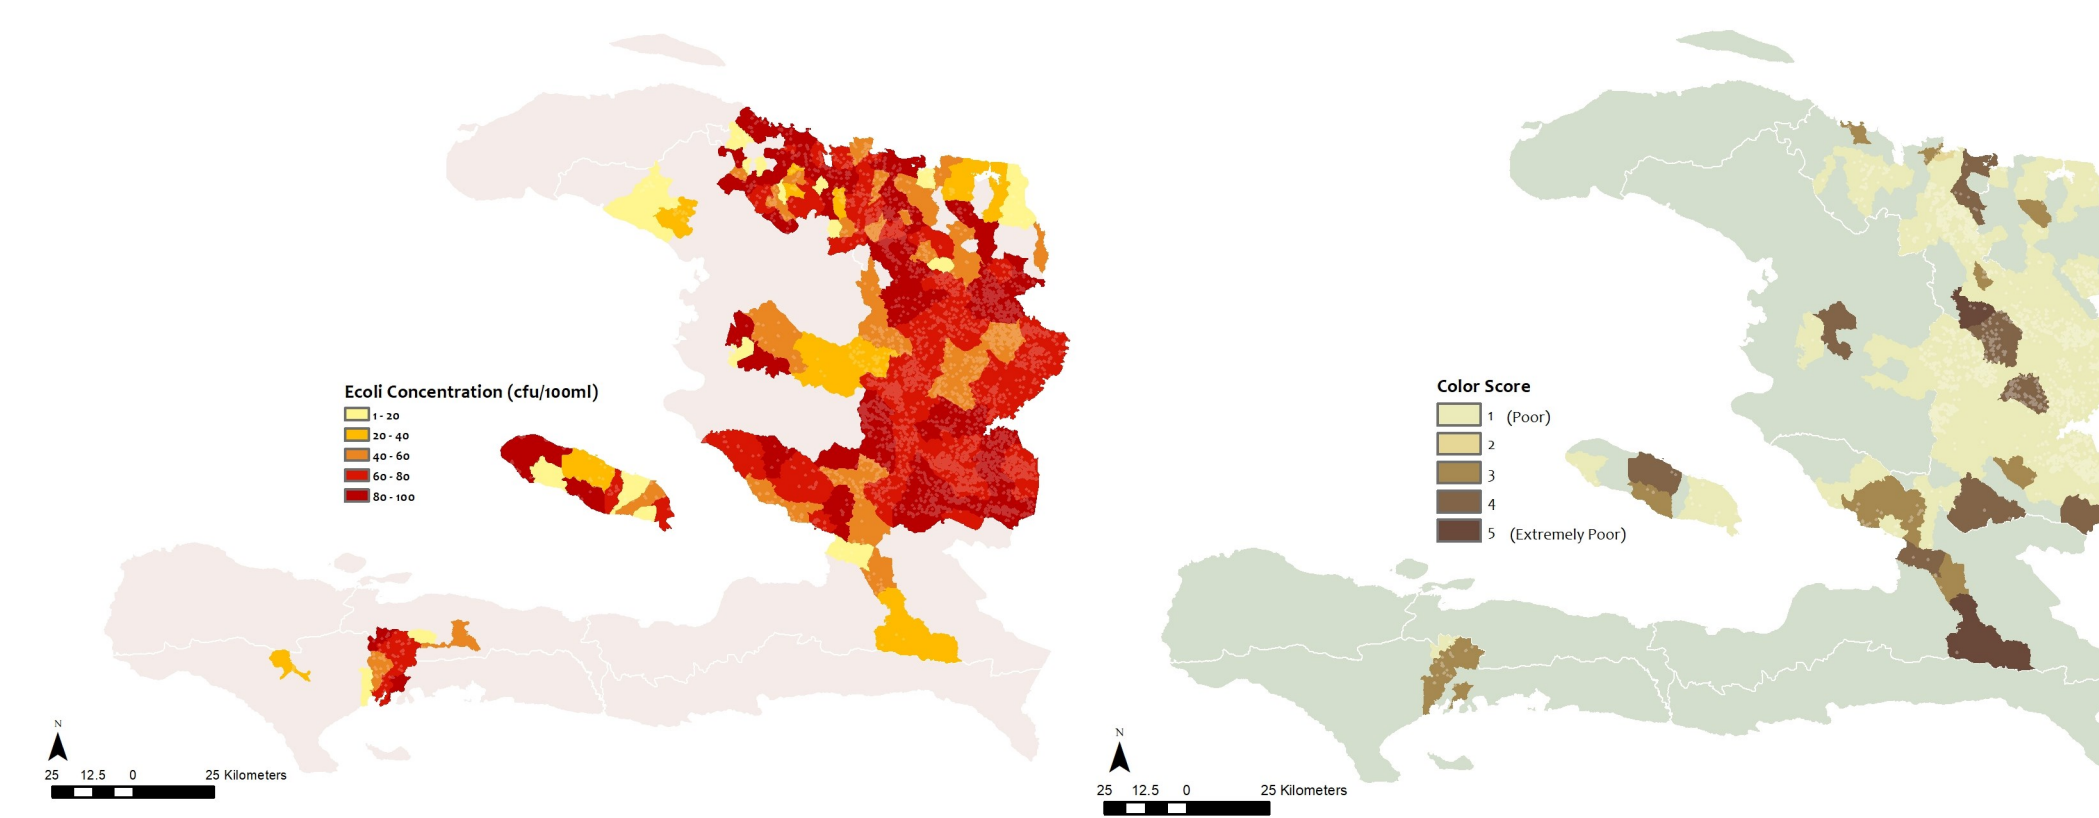 Ecoli Concentration (cfu/100ml)
1 - 20
20 - 40
40 - 60
60 - 80
80 - 100
N
25 12.5 0 25 Kilometers
Color Score
1 (Poor)
2
3
4
5 (Extremely Poor)
N
25 12.5 0 25 Kilometers